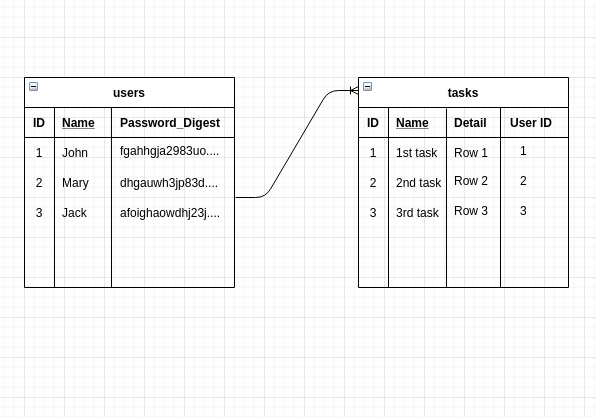 users
ID Name Password_Digest
1 John fgahhgja2983uo....
2 Mary dhgauwh3jp83d....
3 Jack afoighaowdhj23j....
tasks
ID Name Detail User ID
1 1st task Row 1 1
2 2nd task Row 2 2
3 3rd task Row 3 3